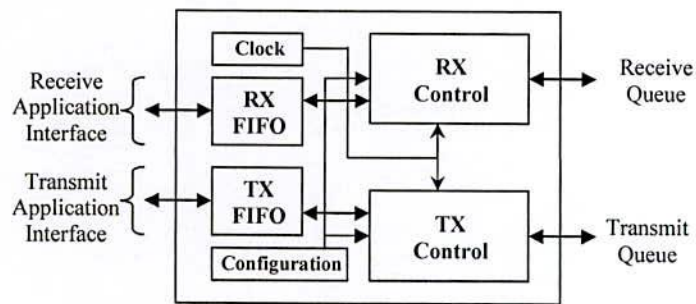 Clock
Receive
Application
Interface
RX
FIFO
RX
Control
Receive
Queue
Transmit
Application
Interface
TX
FIFO
TX
Control
Transmit
Queue
Configuration